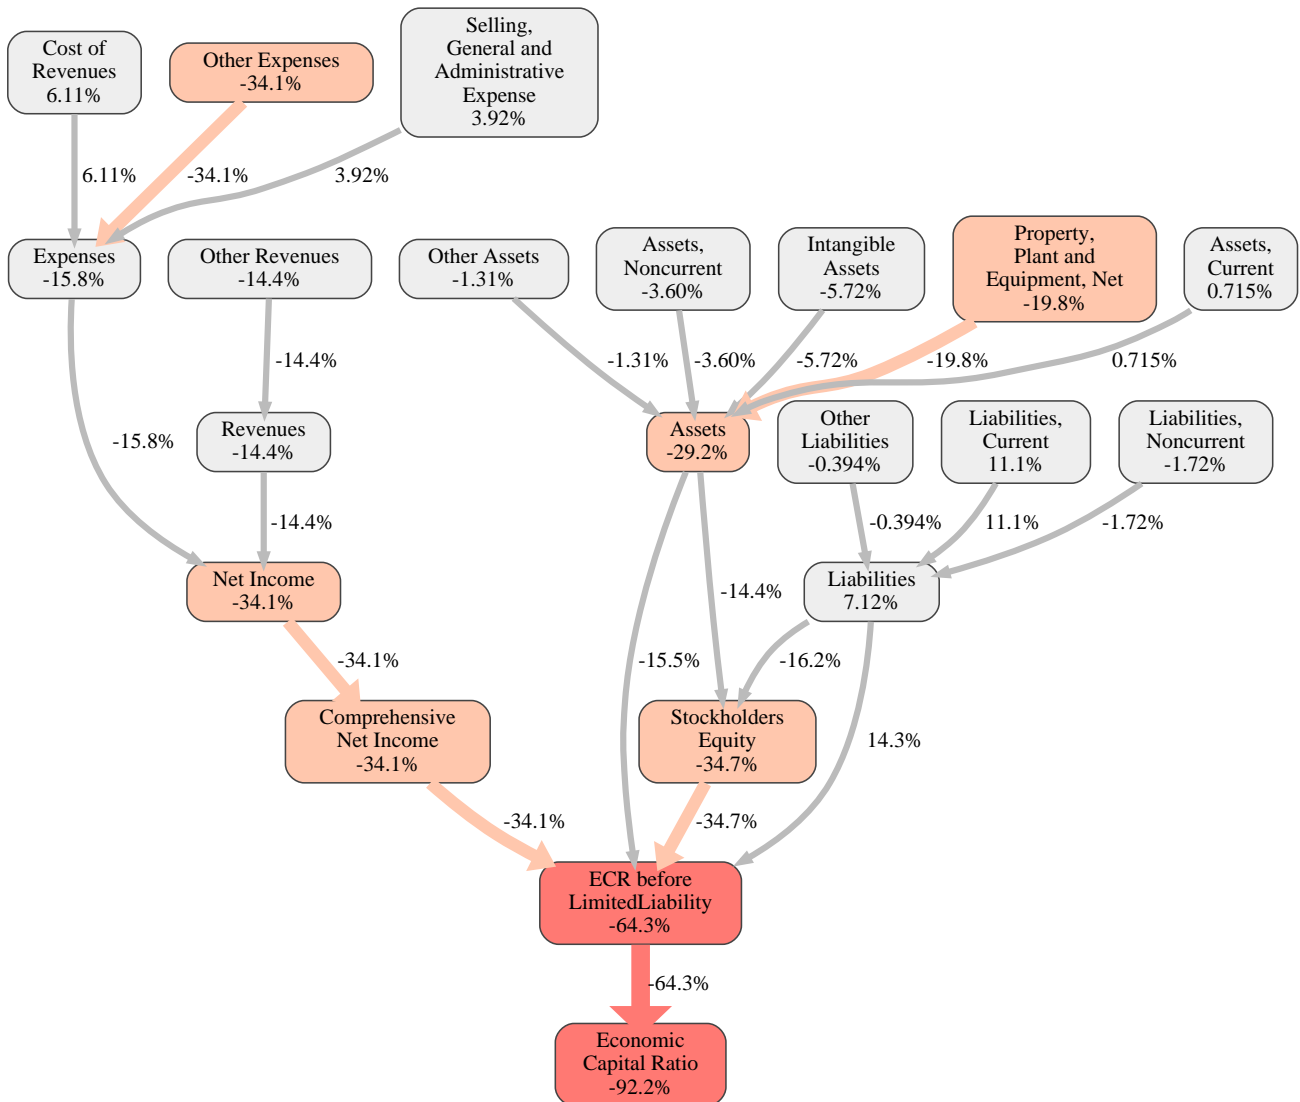 Cost of
Revenues
6.11%
Other Expenses
-34.1%
Selling,
General and
Administrative
Expense
3.92%
6.11%
-34.1%
3.92%
Expenses
-15.8%
Other Revenues
-14.4%
Other Assets
-1.31%
Assets,
Noncurrent
-3.60%
Intangible
Assets
-5.72%
Property,
Plant and
Equipment, Net
-19.8%
Assets,
Current
0.715%
-14.4%
-1.31%
-3.60%
-5.72%
-19.8%
0.715%
-15.8%
Revenues
-14.4%
Assets
-29.2%
Other
Liabilities
-0.394%
Liabilities,
Current
11.1%
Liabilities,
Noncurrent
-1.72%
-14.4%
-0.394%
11.1%
-1.72%
Net Income
-34.1%
-14.4%
Liabilities
7.12%
-34.1%
-15.5%
-16.2%
Comprehensive
Net Income
-34.1%
Stockholders
Equity
-34.7%
14.3%
-34.1%
-34.7%
ECR before
LimitedLiability
-64.3%
-64.3%
Economic
Capital Ratio
-92.2%